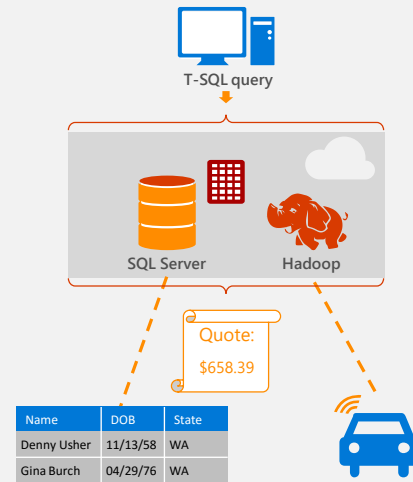 T-SQL query
SQL Server
Hadoop
Quote:
$658.39
Name DOB State
Denny Usher 11/13/58 WA
Gina Burch 04/29/76 WA